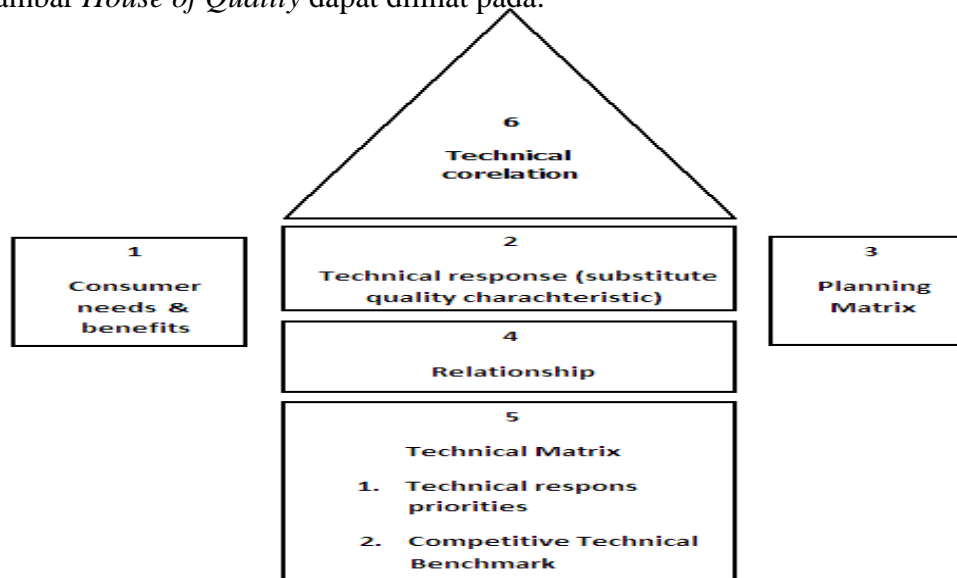 House of Quality dapat dilihat pada:
6
Technical
corelation
1
Consumer
needs &
benefits
2
Technical response (substitute
quality charachteristic)
3
Planning
Matrix
4
Relationship
5
Technical Matrix
1. Technical respons
priorities
2. Competitive Technical
Benchmark